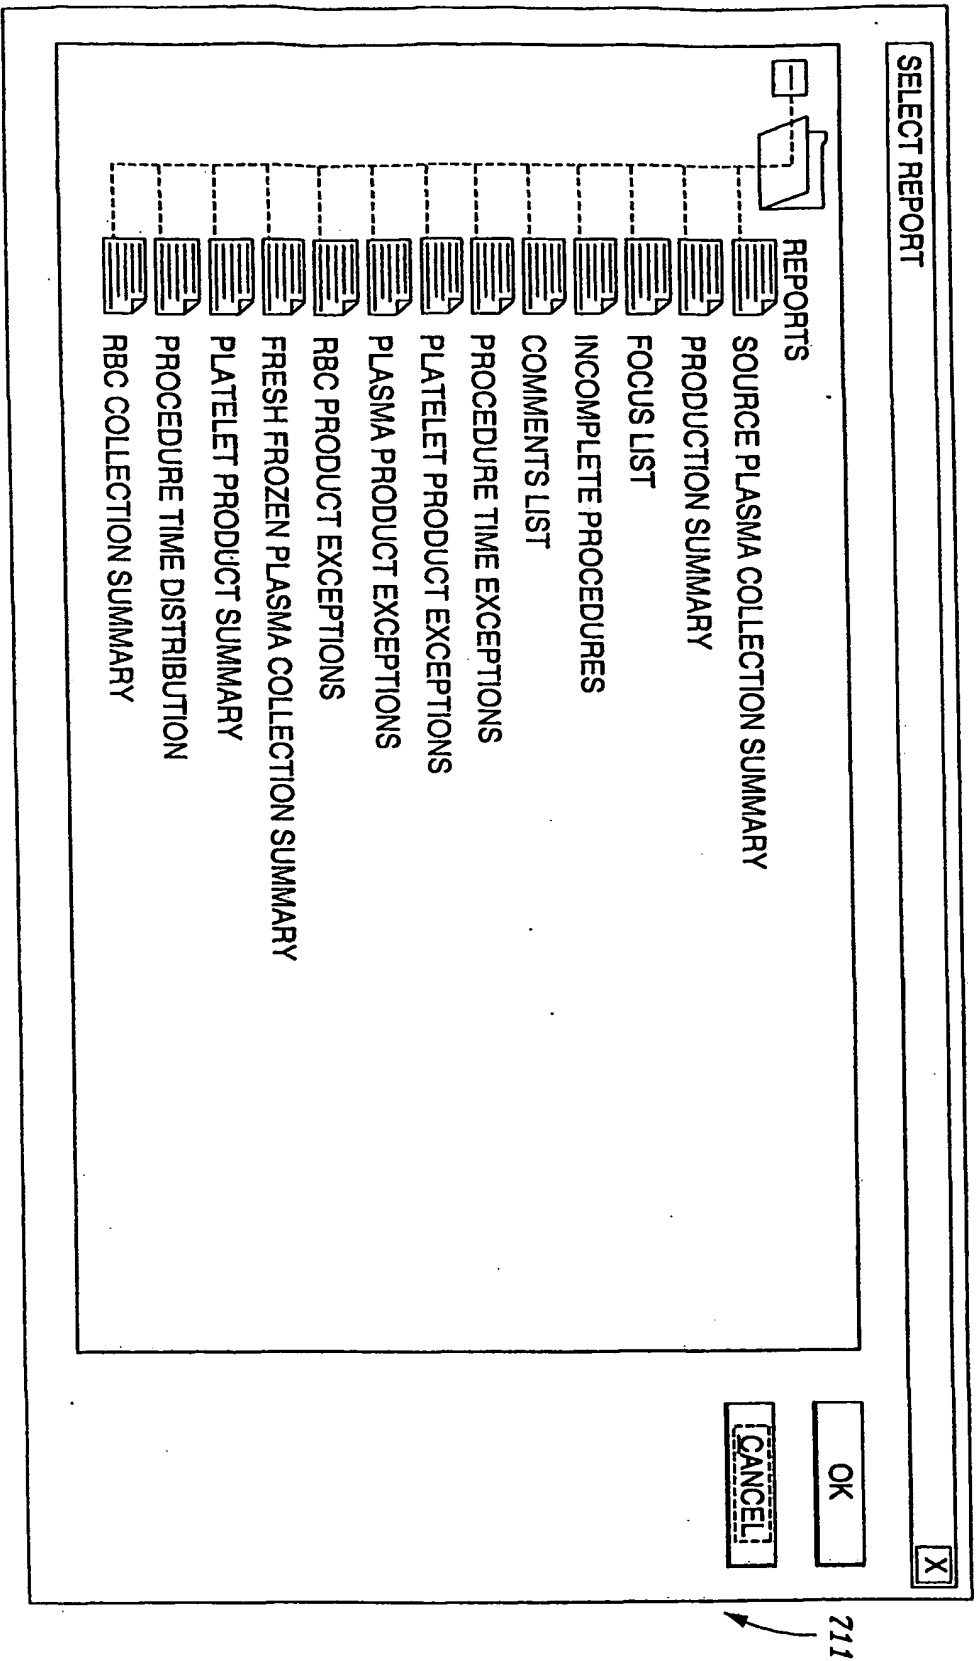 SELECT REPORT
X
REPORTS
SOURCE PLASMA COLLECTION SUMMARY
PRODUCTION SUMMARY
FOCUS LIST
INCOMPLETE PROCEDURES
COMMENTS LIST
PROCEDURE TIME EXCEPTIONS
PLATELET PRODUCT EXCEPTIONS
PLASMA PRODUCT EXCEPTIONS
RBC PRODUCT EXCEPTIONS
FRESH FROZEN PLASMA COLLECTION SUMMARY
PLATELET PRODUCT SUMMARY
PROCEDURE TIME DISTRIBUTION
RBC COLLECTION SUMMARY
OK
CANCEL
711